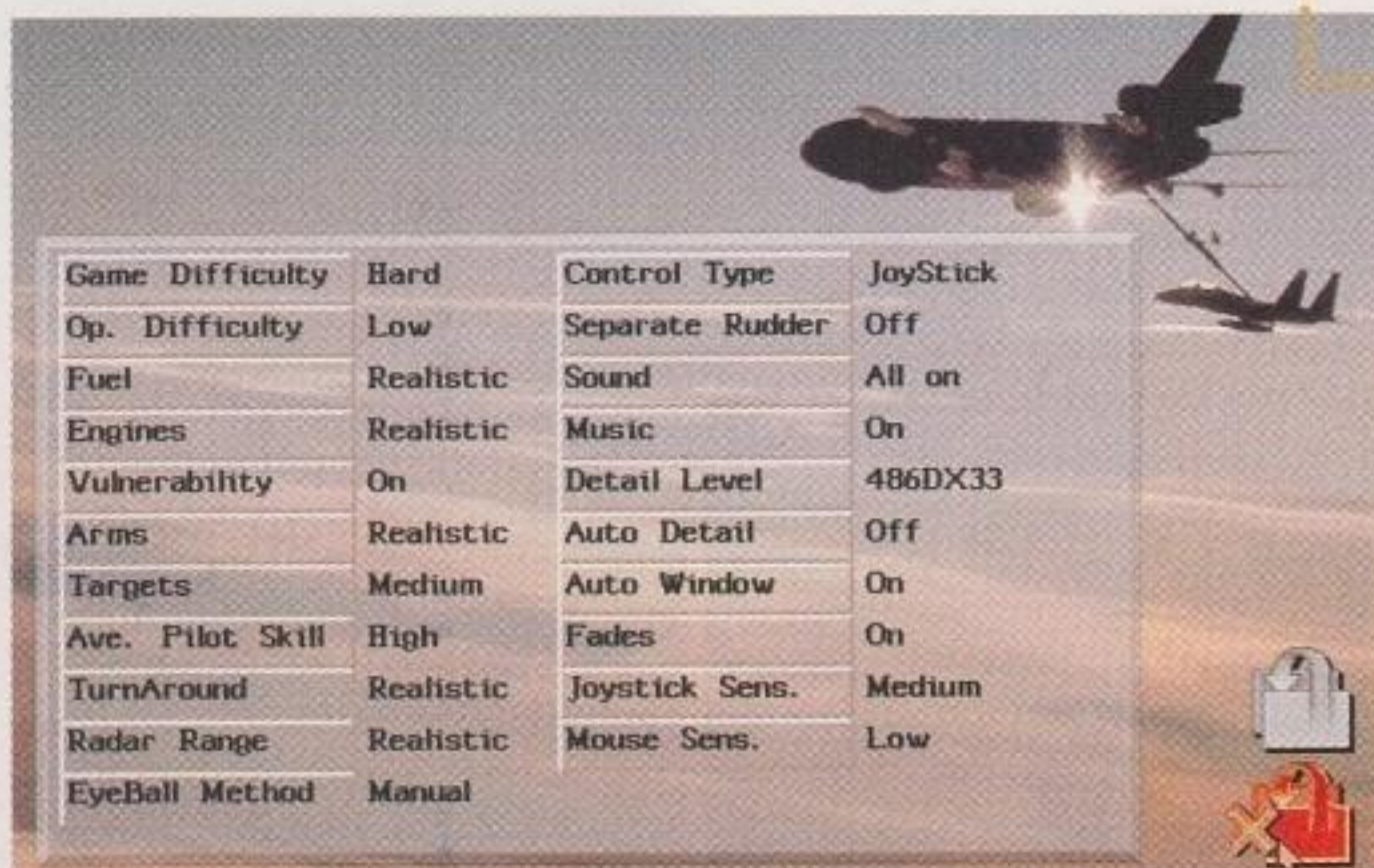 Game Difficulty Hard Control Type JoyStick
Op. Difficulty Low Separate Rudder Off
Fuel Realistic Sound All on
Engines Realistic Music On
Vulnerability On Detail Level 486DX33
Arms Realistic Auto Detail Off
Targets Medium Auto Window On
Ave. Pilot Skill High Fades On
TurnAround Realistic Joystick Sens. Medium
Radar Range Realistic Mouse Sens. Low
EyeBall Method Manual